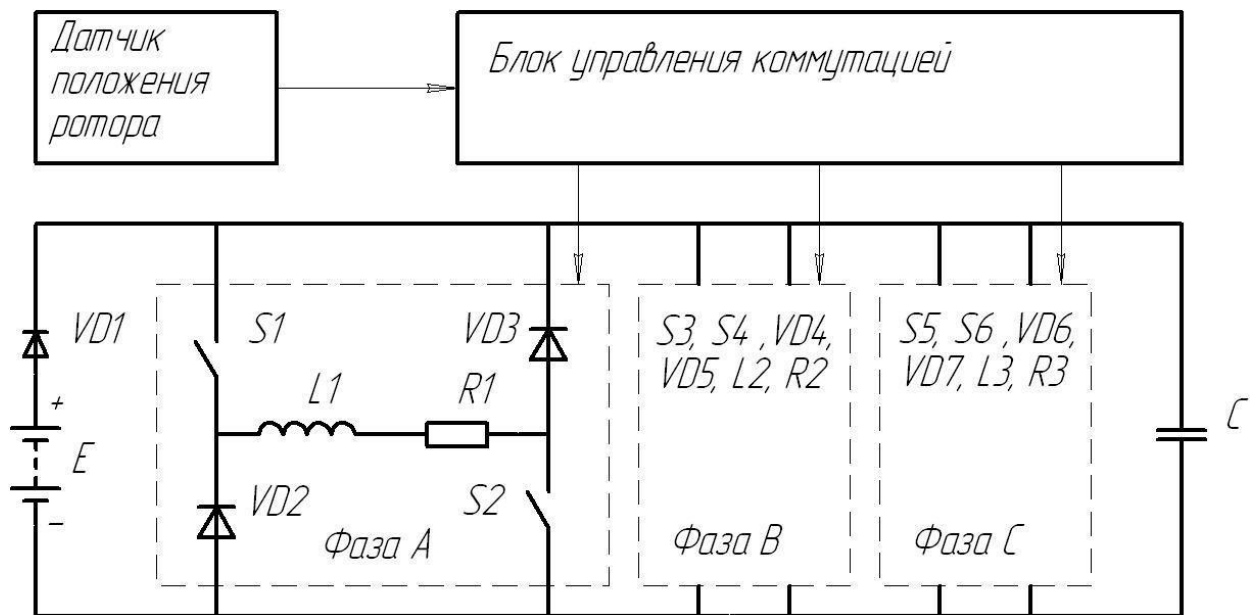 Датчик
положения
ротора
Блок управления коммутацией
VD1
S1
VD3
S3, S4 ,VD4,
VD5, L2, R2
S5, S6 ,VD6,
VD7, L3, R3
L1
R1
+
E
C
VD2
S2
−
Фаза А
Фаза В
Фаза С